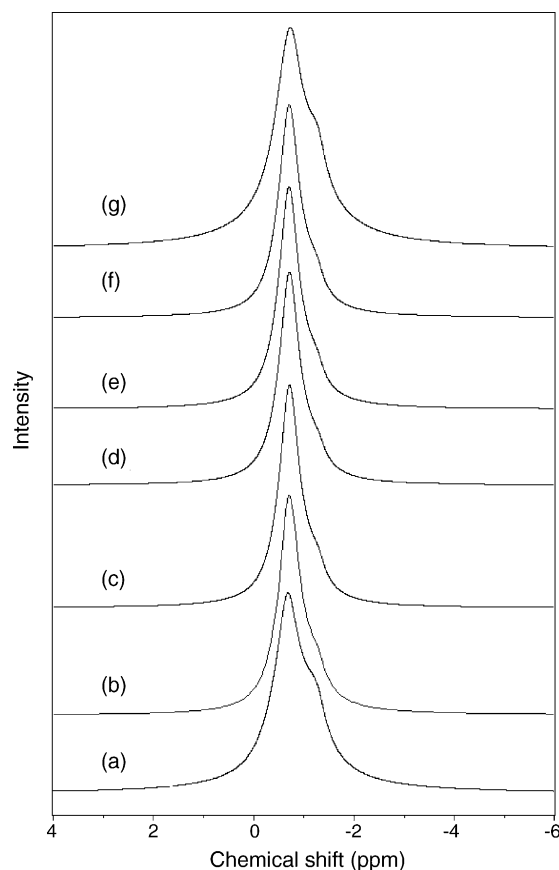 (g)
(f)
(e)
(d)
(c)
(b)
(a)
Intensity
4 2 0 -2 -4 -6
Chemical shift (ppm)